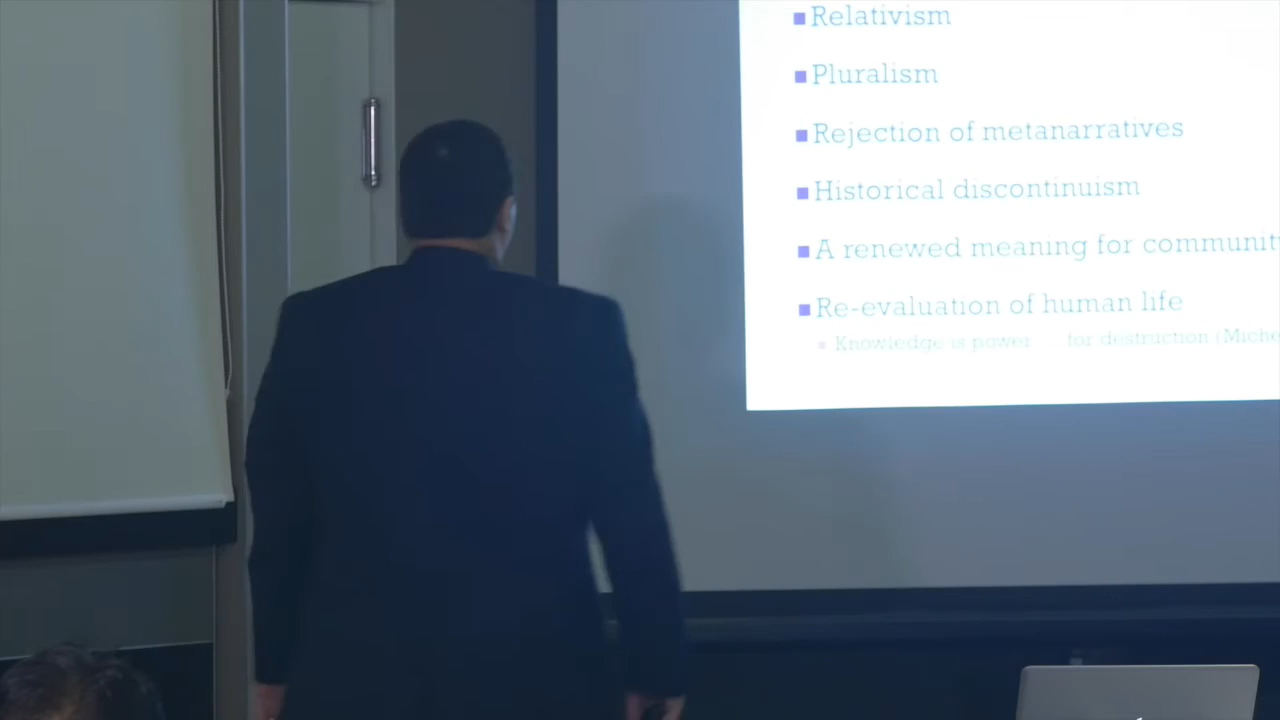 Relativism
Pluralism
Rejection of metanarratives
Historical discontinuism
A renewed meaning for communit
Re-evaluation of human life
Knowledge is power ... for destruction (Miche